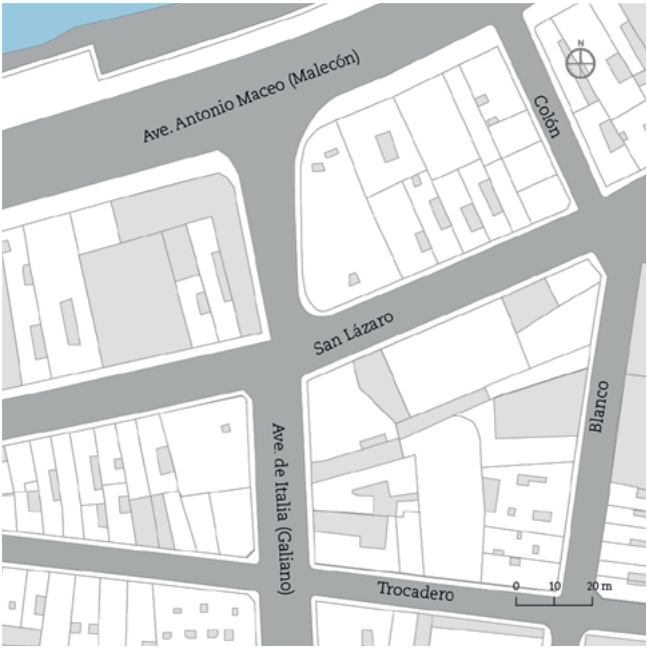 N
Ave. Antonio Maceo (Malecón)
Colón
San Lázaro
Blanco
Ave. de Italia (Galiano)
Trocadero
0 10 20 m